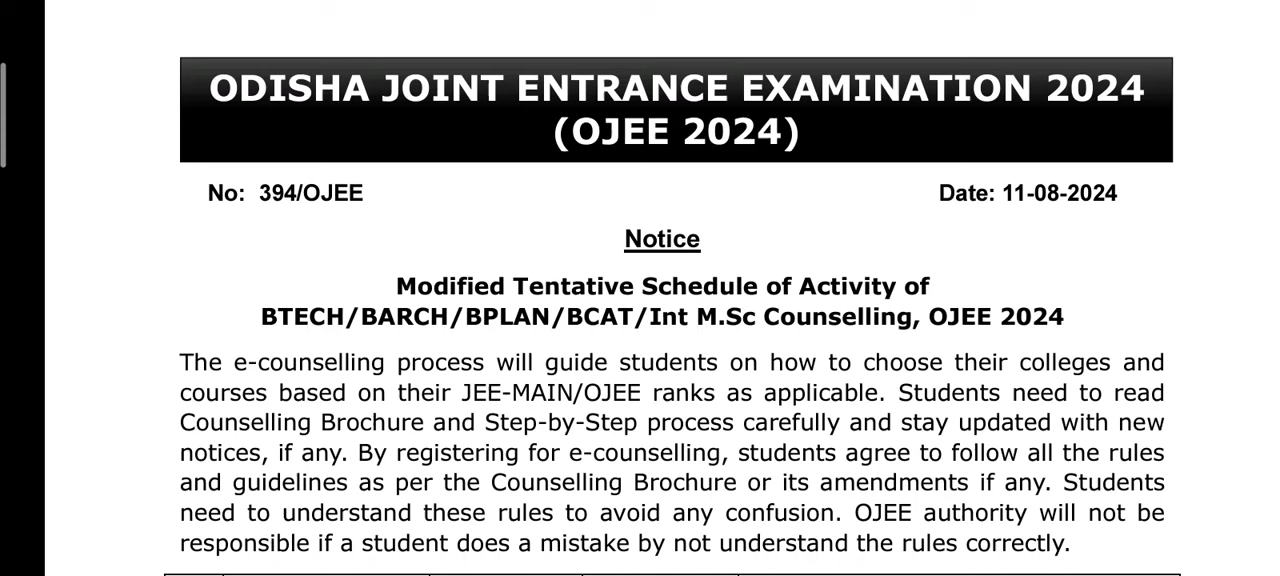 ODISHA JOINT ENTRANCE EXAMINATION 2024
(OJEE 2024)
No: 394/OJEE Date: 11-08-2024
Notice
Modified Tentative Schedule of Activity of
BTECH/BARCH/BPLAN/BCAT/Int M.Sc Counselling, OJEE 2024
The e-counselling process will guide students on how to choose their colleges and
courses based on their JEE-MAIN/OJEE ranks as applicable. Students need to read
Counselling Brochure and Step-by-Step process carefully and stay updated with new
notices, if any. By registering for e-counselling, students agree to follow all the rules
and guidelines as per the Counselling Brochure or its amendments if any. Students
need to understand these rules to avoid any confusion. OJEE authority will not be
responsible if a student does a mistake by not understand the rules correctly.